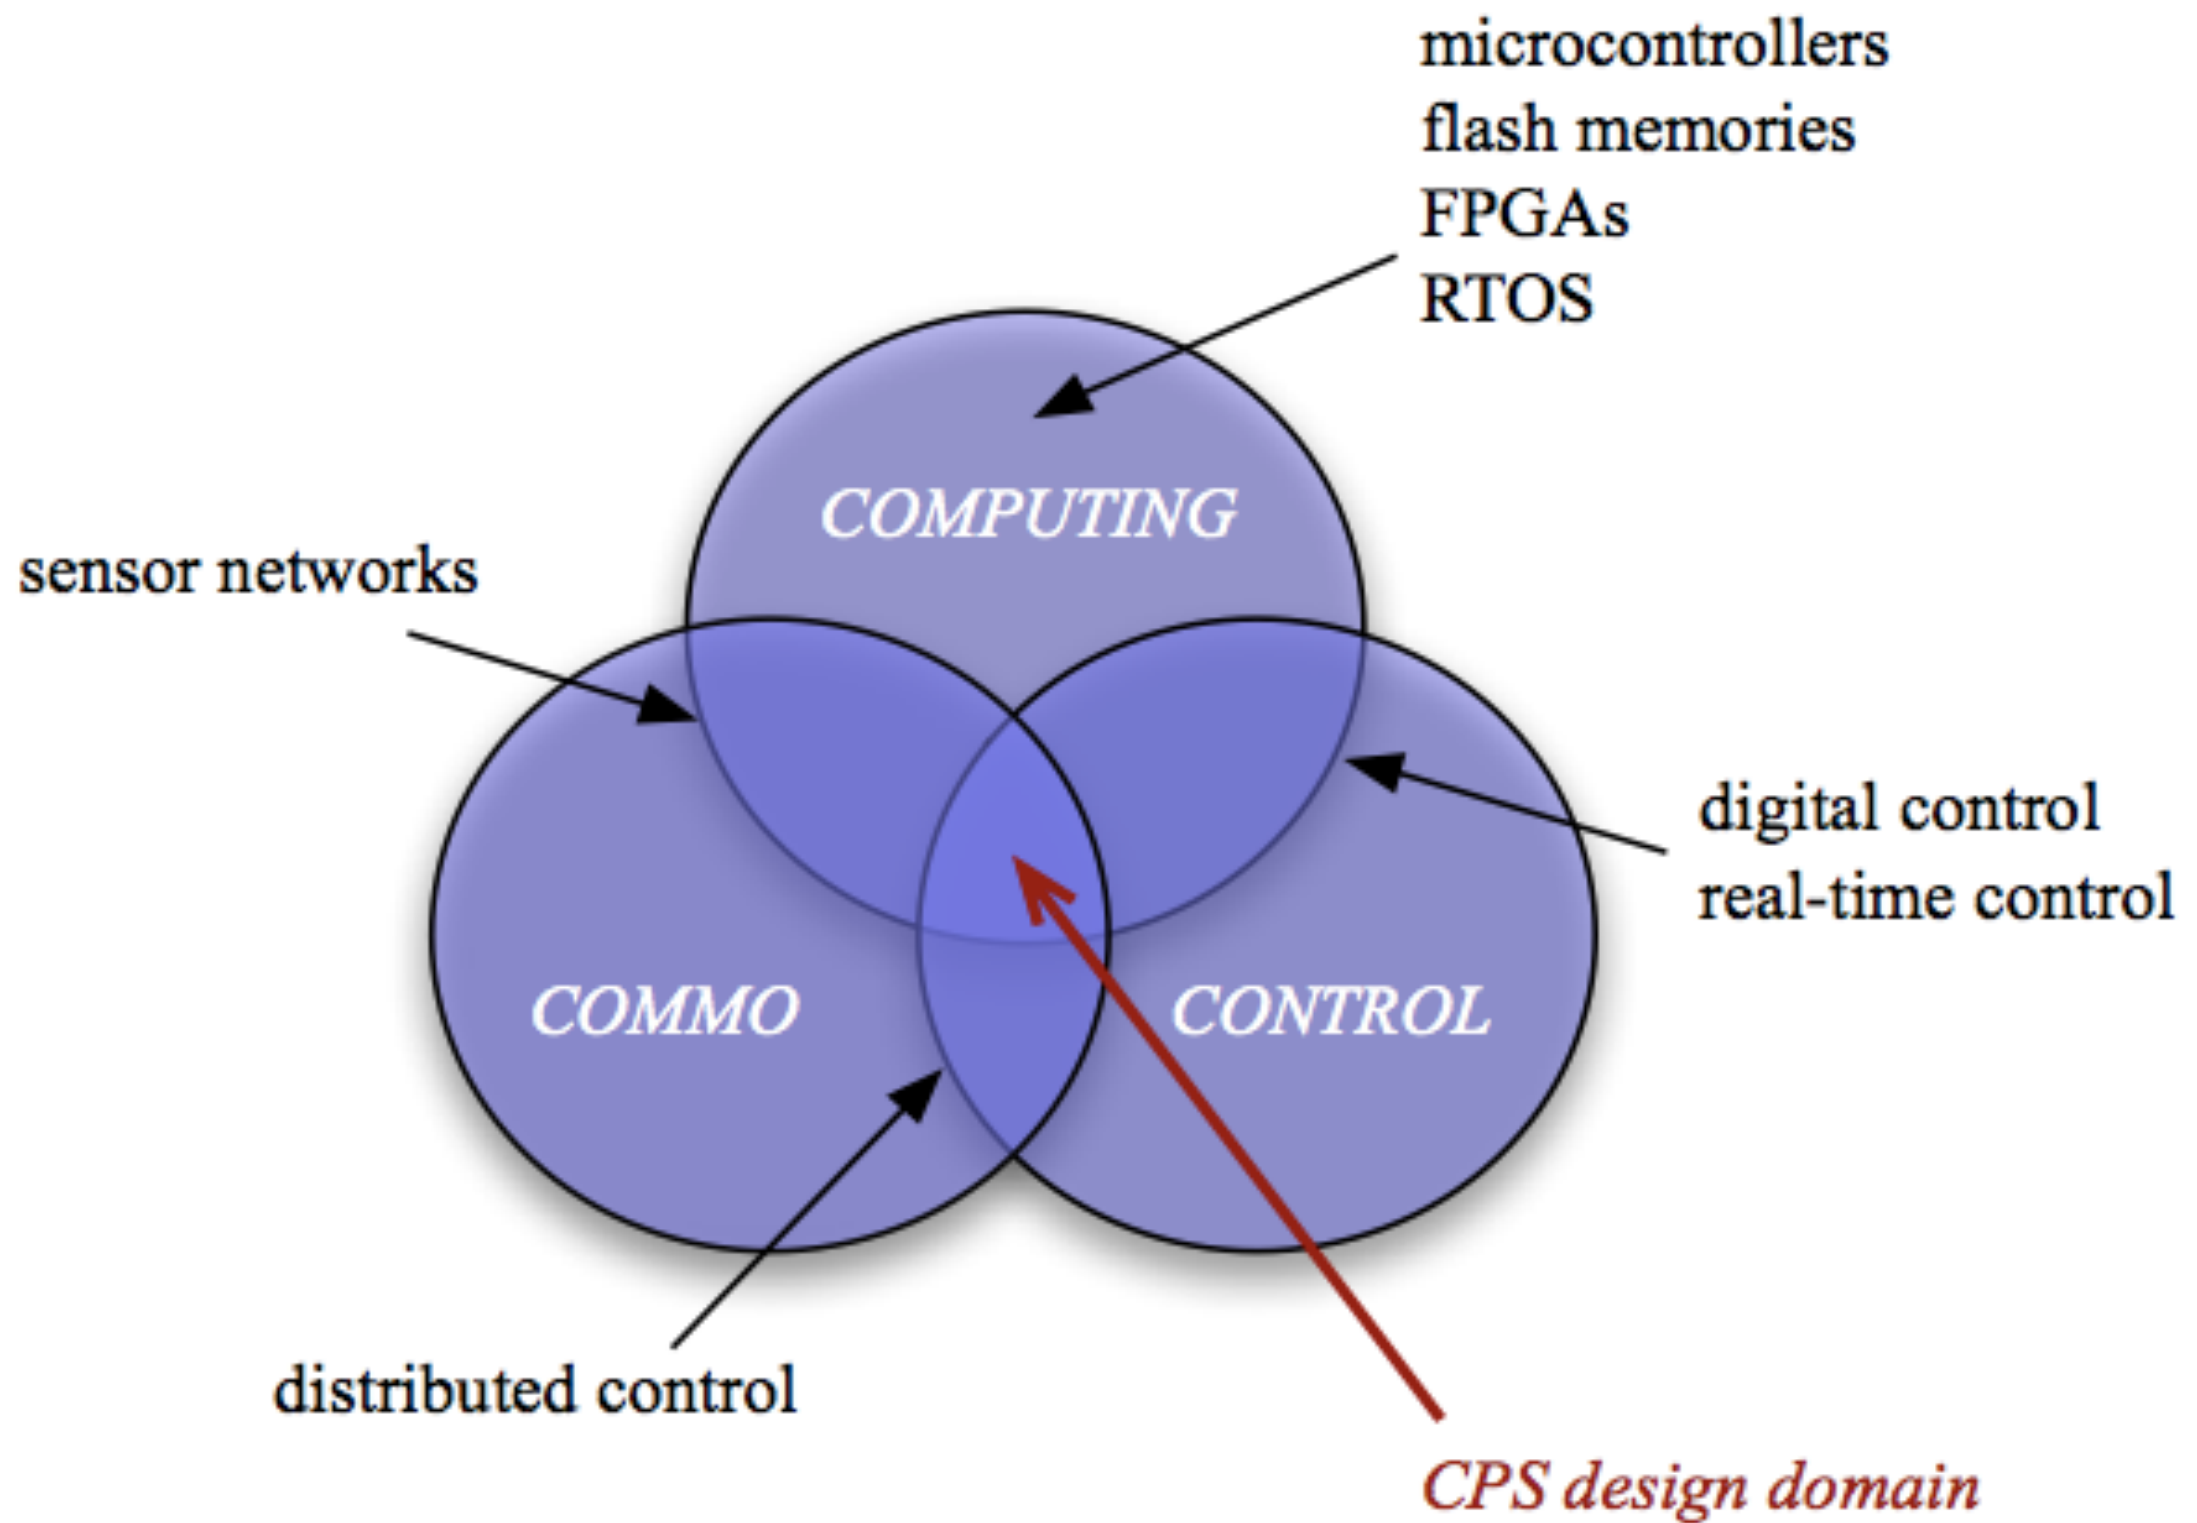 microcontrollers
flash memories
FPGAs
RTOS
COMPUTING
sensor networks
digital control
real-time control
COMMO
CONTROL
distributed control
CPS design domain